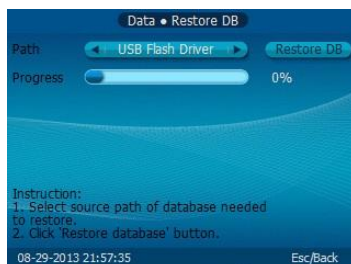 Data ● Restore DB
Path USB Flash Driver Restore DB
Progress 0%
Instruction:
1. Select source path of database needed
to restore.
2. Click 'Restore database' button.
08-29-2013 21:57:35 Esc/Back